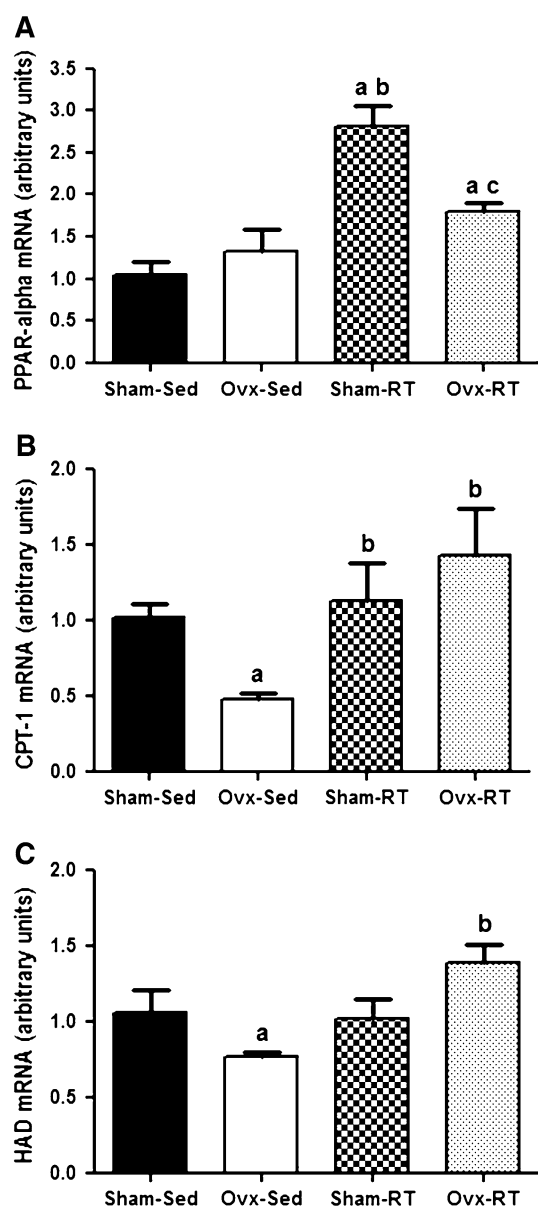 A
PPAR-alpha mRNA (arbitrary units)
3.5
3.0
2.5
2.0
1.5
1.0
0.5
0.0
a b
a c
Sham-Sed Ovx-Sed Sham-RT Ovx-RT
B
CPT-1 mRNA (arbitrary units)
2.0
1.5
1.0
0.5
0.0
a
b
b
Sham-Sed Ovx-Sed Sham-RT Ovx-RT
C
HAD mRNA (arbitrary units)
2.0
1.5
1.0
0.5
0.0
a
b
Sham-Sed Ovx-Sed Sham-RT Ovx-RT